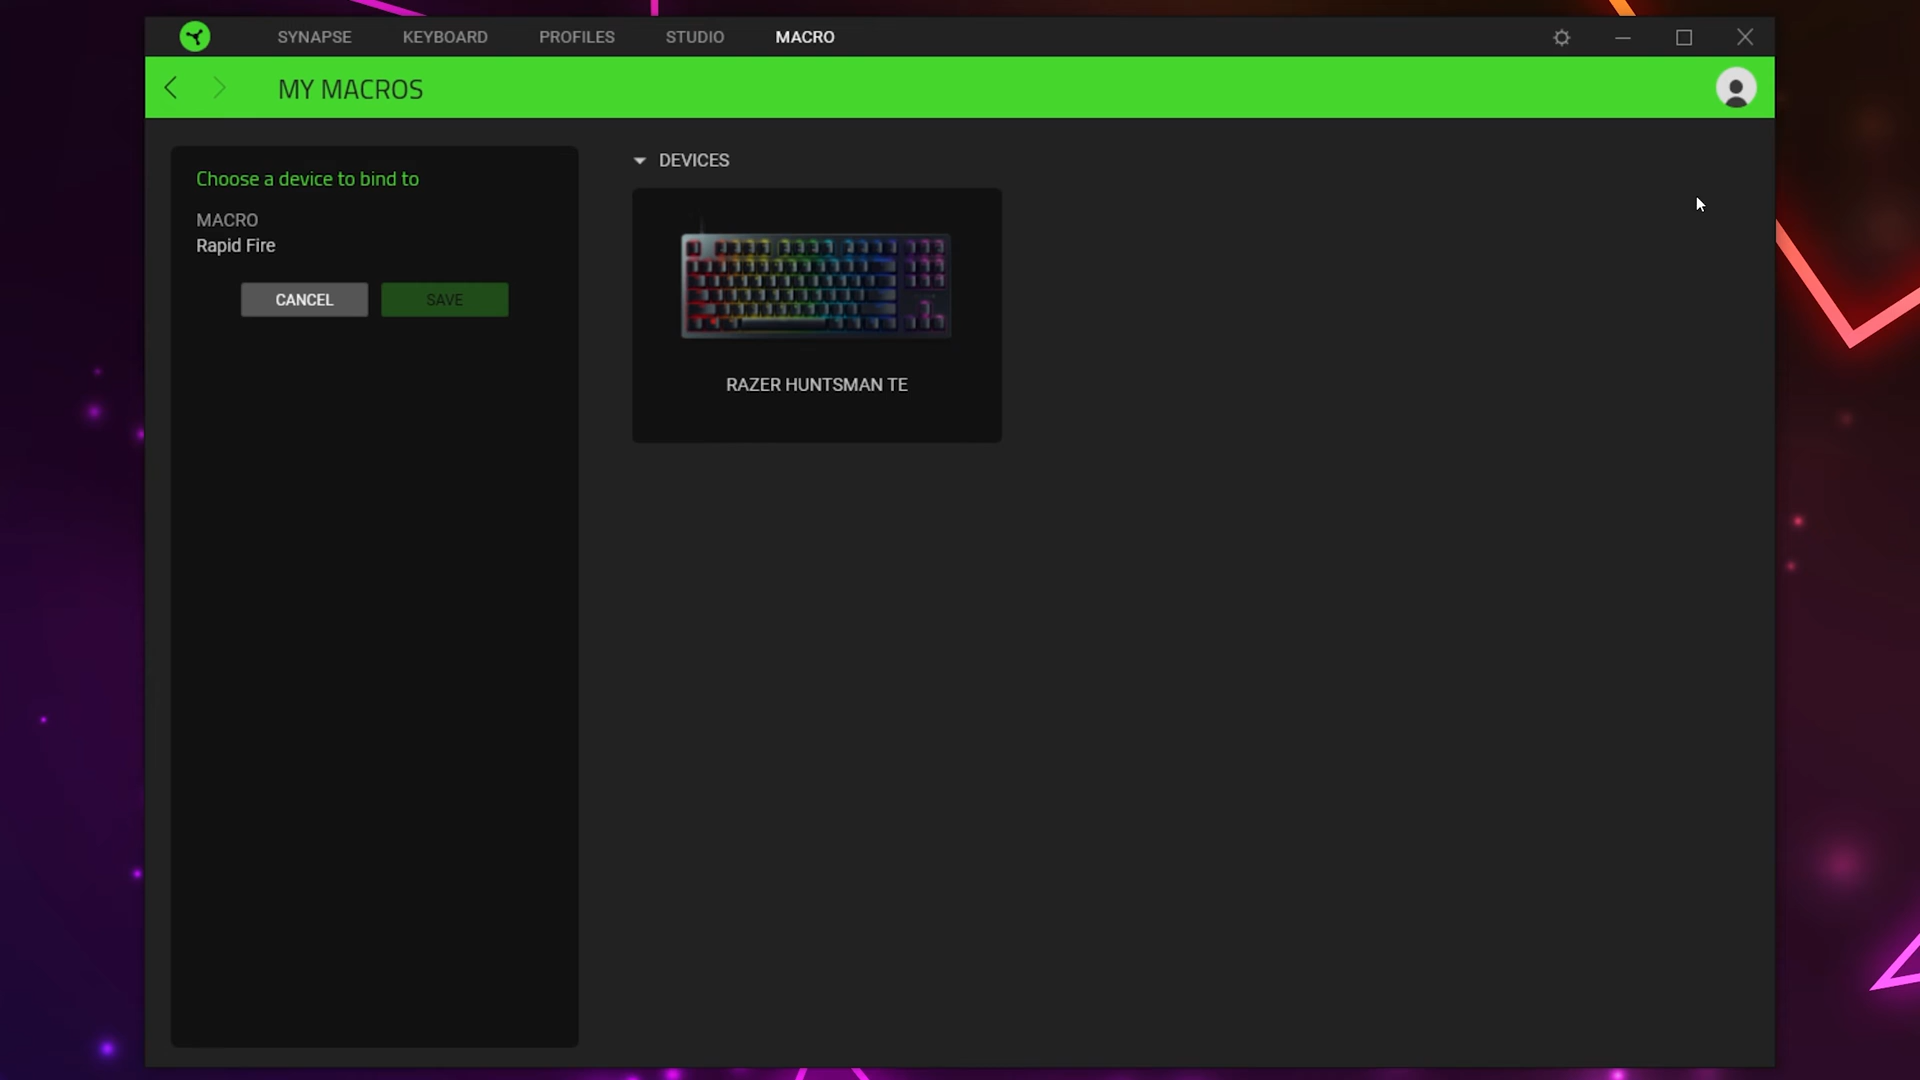 SYNAPSE KEYBOARD PROFILES STUDIO MACRO
MY MACROS
Choose a device to bind to
MACRO
Rapid Fire
CANCEL SAVE
DEVICES
RAZER HUNTSMAN TE